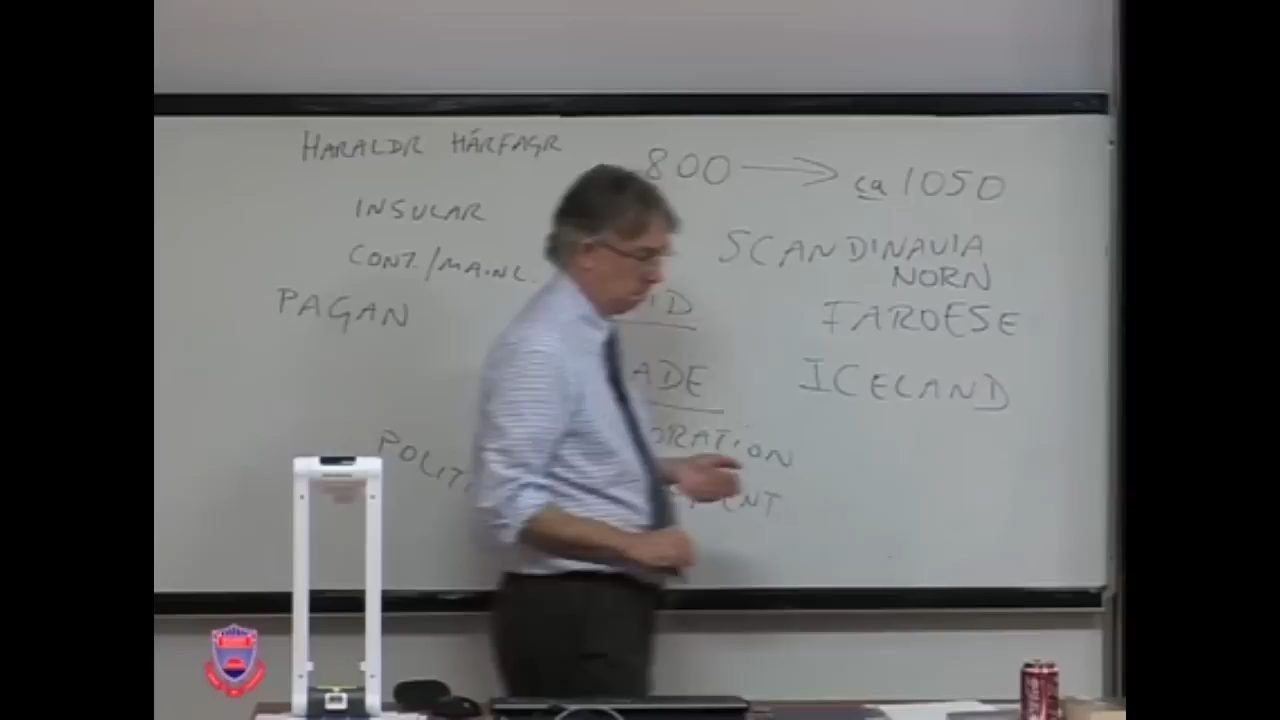 HARALDR HÁRFAGR
800 → ca 1050
INSULAR
CONT./MAINL.
SCANDINAVIA
NORN
PAGAN
FAROESE
ICELAND